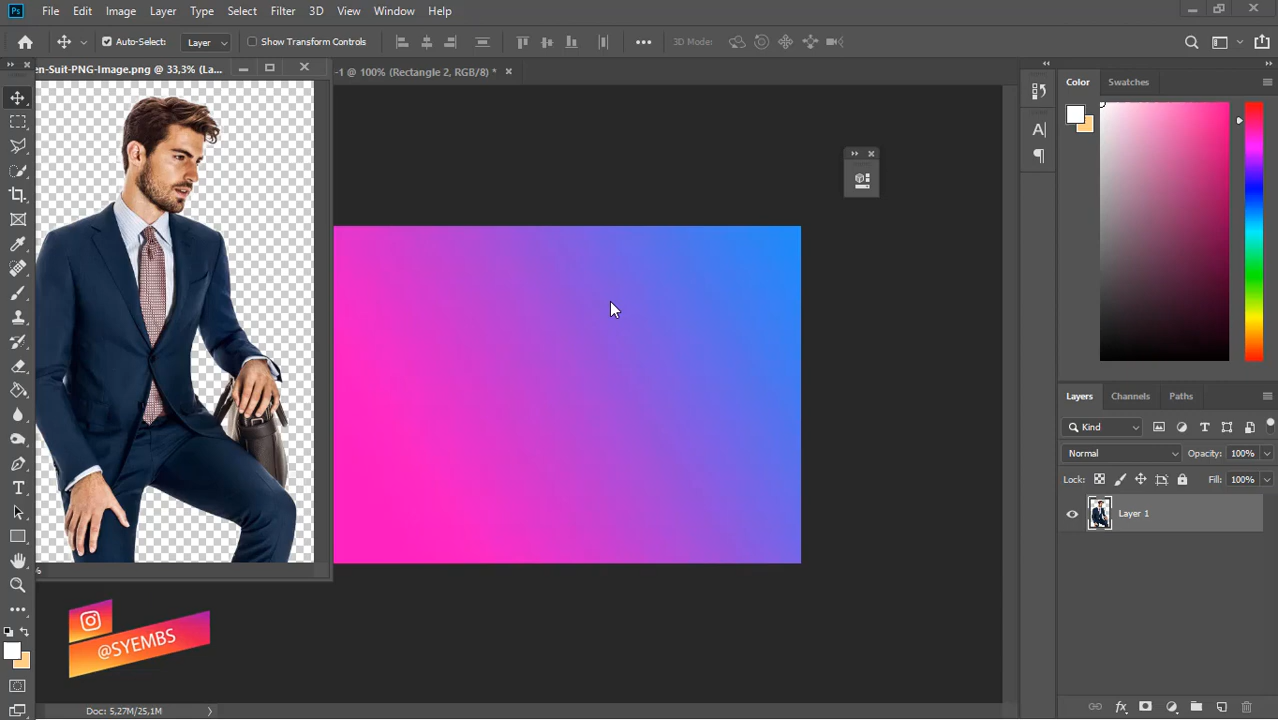 Ps File Edit Image Layer Type Select Filter 3D View Window Help
Auto-Select: Layer Show Transform Controls 3D Mode:
en-Suit-PNG-Image.png @ 33,3% (La...
-1 @ 100% (Rectangle 2, RGB/8) *
Color Swatches
A
Layers Channels Paths
Kind
Normal Opacity: 100%
Lock: Fill: 100%
Layer 1
%
@SYEMBS
Doc: 5,27M/25,1M